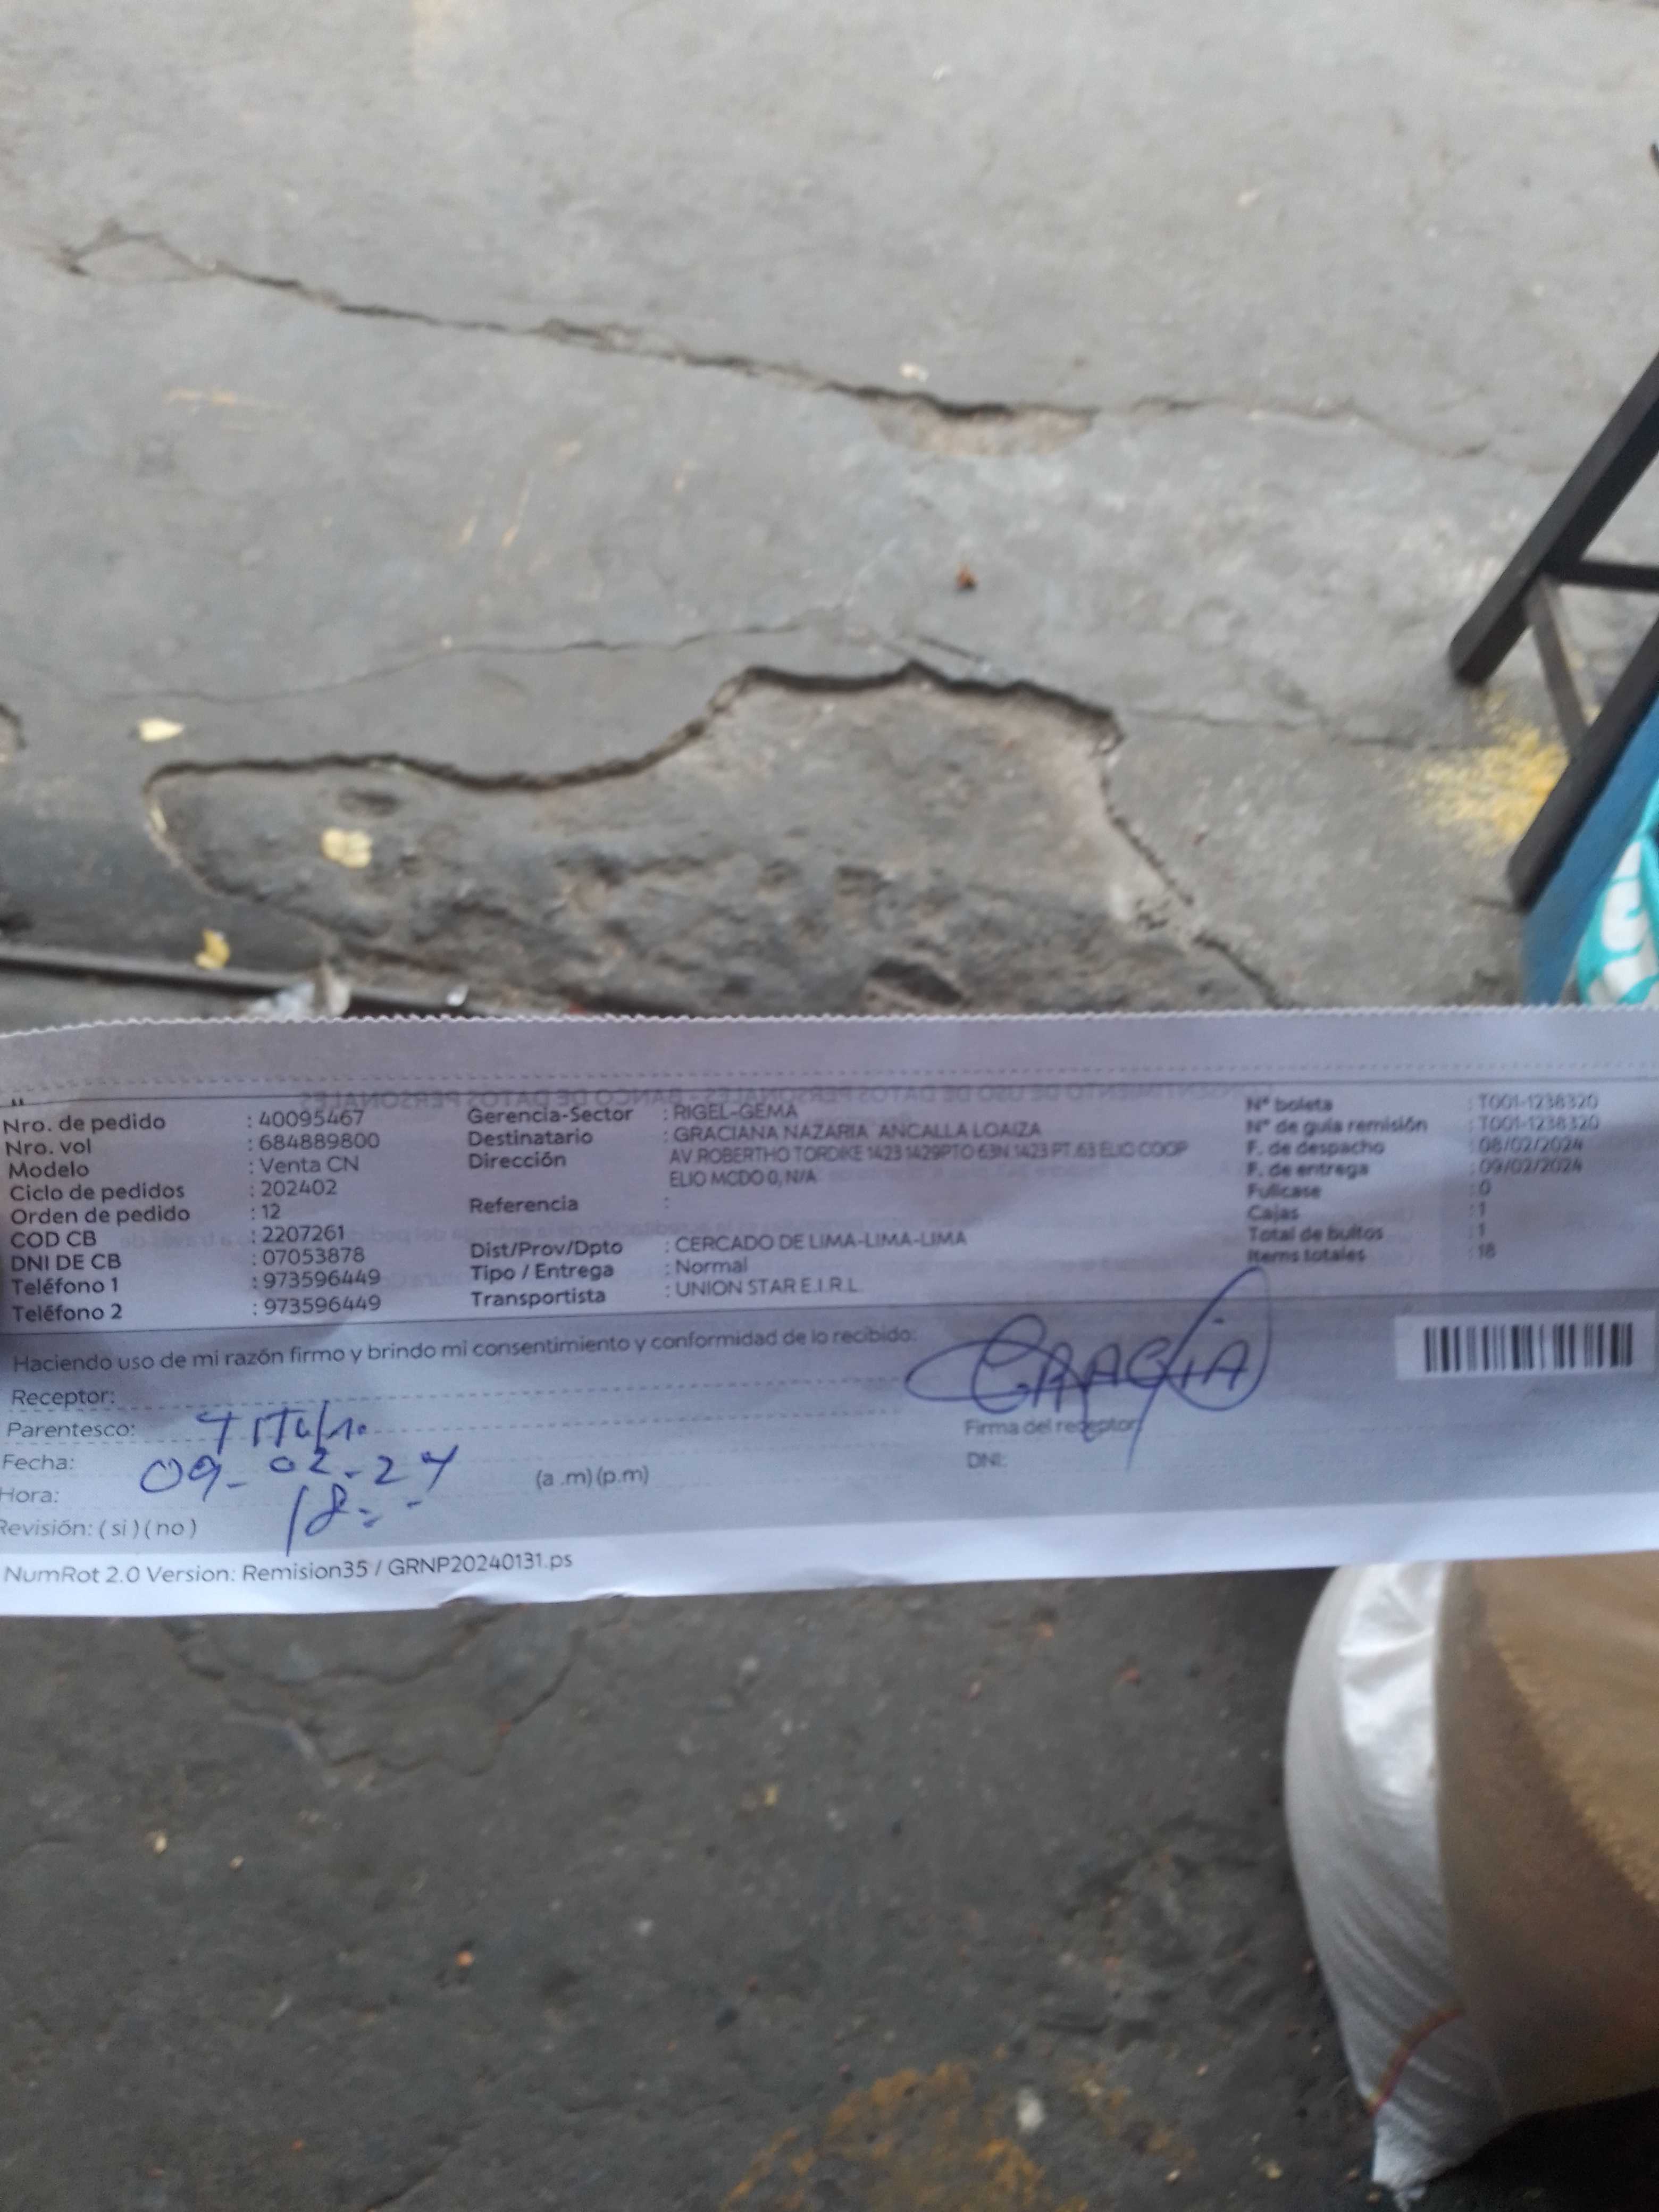 Nro. de pedido : 40095467 Gerencia-Sector : RIGEL-GEMA Nº boleta : T001-1238320
Nro. vol : 684889800 Destinatario : GRACIANA NAZARIA ANCALLA LOAIZA Nº de guía remisión : T001-1238320
Modelo : Venta CN Dirección AV ROBERTHO TORDIKE 1423 1429PTO 63N 1423 PT.63 ELIO COOP F. de despacho : 08/02/2024
ELIO MCDO 0, N/A F. de entrega : 09/02/2024
Ciclo de pedidos : 202402 Fullcase : 0
Orden de pedido : 12 Referencia : Cajas : 1
COD CB : 2207261 Total de bultos : 1
DNI DE CB : 07053878 Dist/Prov/Dpto : CERCADO DE LIMA-LIMA-LIMA Items totales : 18
Teléfono 1 : 973596449 Tipo / Entrega : Normal
Teléfono 2 : 973596449 Transportista : UNION STAR E.I.R.L.
Haciendo uso de mi razón firmo y brindo mi consentimiento y conformidad de lo recibido:
Receptor: GRACIA
Parentesco: Firma del receptor
Fecha: 09-02-24 DNI:
Hora: 18 (a .m) (p.m)
Revisión: ( si ) ( no )
NumRot 2.0 Version: Remision35 / GRNP20240131.ps